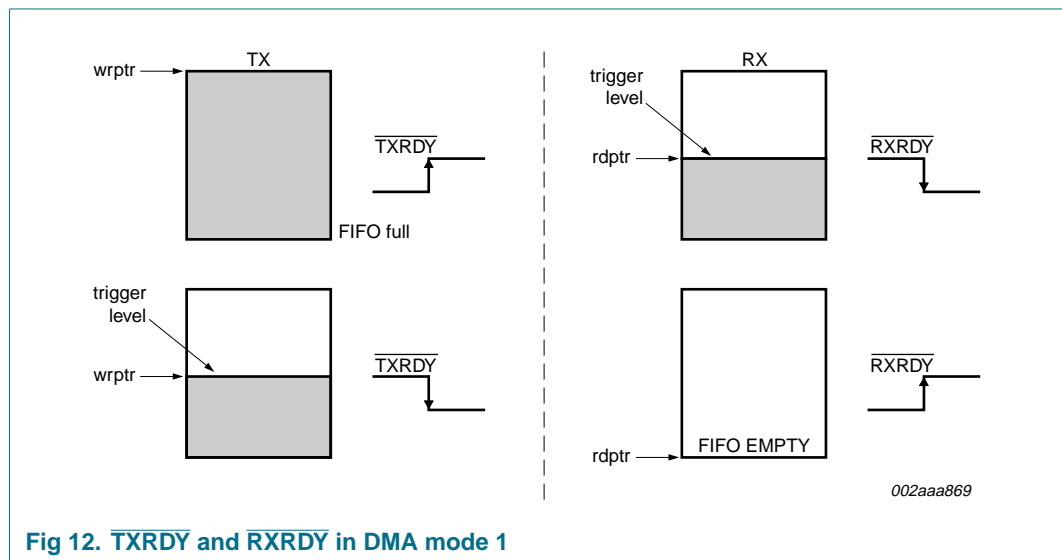 TX
wrptr
TXRDY
FIFO full
trigger
level
wrptr
TXRDY
RX
trigger
level
rdptr
RXRDY
RXRDY
FIFO EMPTY
rdptr
002aaa869
Fig 12. TXRDY and RXRDY in DMA mode 1